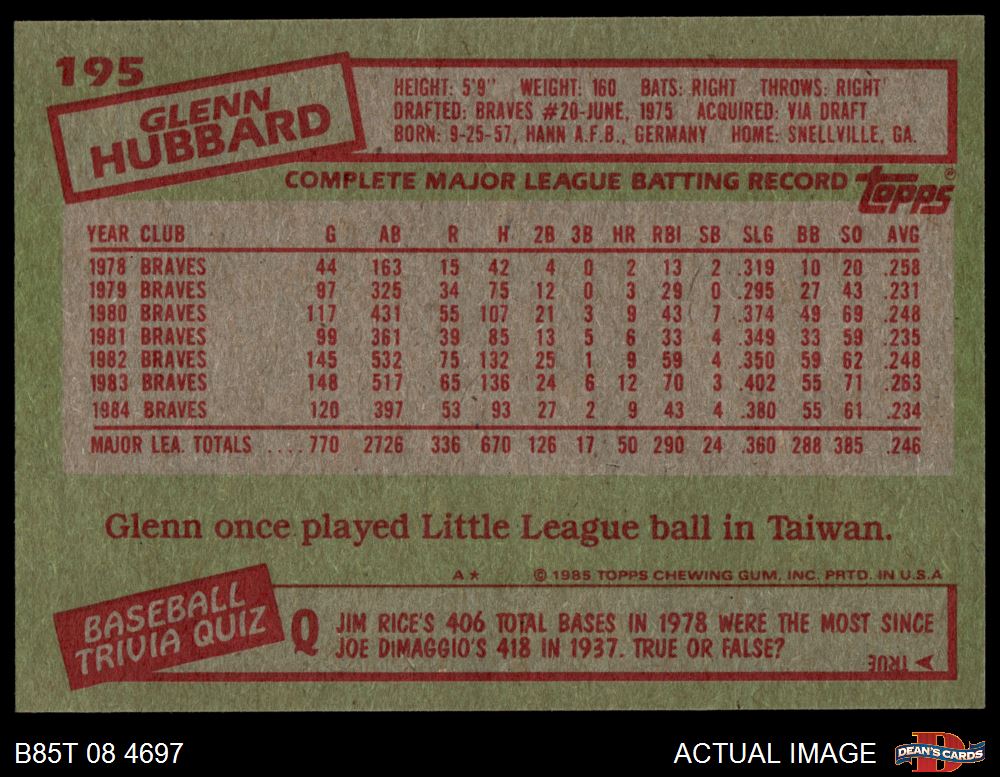 195
GLENN
HUBBARD
HEIGHT: 5'9" WEIGHT: 160 BATS: RIGHT THROWS: RIGHT
DRAFTED: BRAVES #20-JUNE, 1975 ACQUIRED: VIA DRAFT
BORN: 9-25-57, HANN A.F.B., GERMANY HOME: SNELLVILLE, GA.
COMPLETE MAJOR LEAGUE BATTING RECORD topps®
YEAR CLUB G AB R H 2B 3B HR RBI SB SLG BB SO AVG
1978 BRAVES 44 163 15 42 4 0 2 13 2 .319 10 20 .258
1979 BRAVES 97 325 34 75 12 0 3 29 0 .295 27 43 .231
1980 BRAVES 117 431 55 107 21 3 9 43 7 .374 49 69 .248
1981 BRAVES 99 361 39 85 13 5 6 33 4 .349 33 59 .235
1982 BRAVES 145 532 75 132 25 1 9 59 4 .350 59 62 .248
1983 BRAVES 148 517 65 136 24 6 12 70 3 .402 55 71 .263
1984 BRAVES 120 397 53 93 27 2 9 43 4 .380 55 61 .234
MAJOR LEA. TOTALS ....770 2726 336 670 126 17 50 290 24 .360 288 385 .246
Glenn once played Little League ball in Taiwan.
A* © 1985 TOPPS CHEWING GUM, INC. PRTD. IN U.S.A
BASEBALL
TRIVIA QUIZ
Q JIM RICE'S 406 TOTAL BASES IN 1978 WERE THE MOST SINCE
JOE DIMAGGIO'S 418 IN 1937. TRUE OR FALSE?
A TRUE
B85T 08 4697 ACTUAL IMAGE DEAN'S CARDS